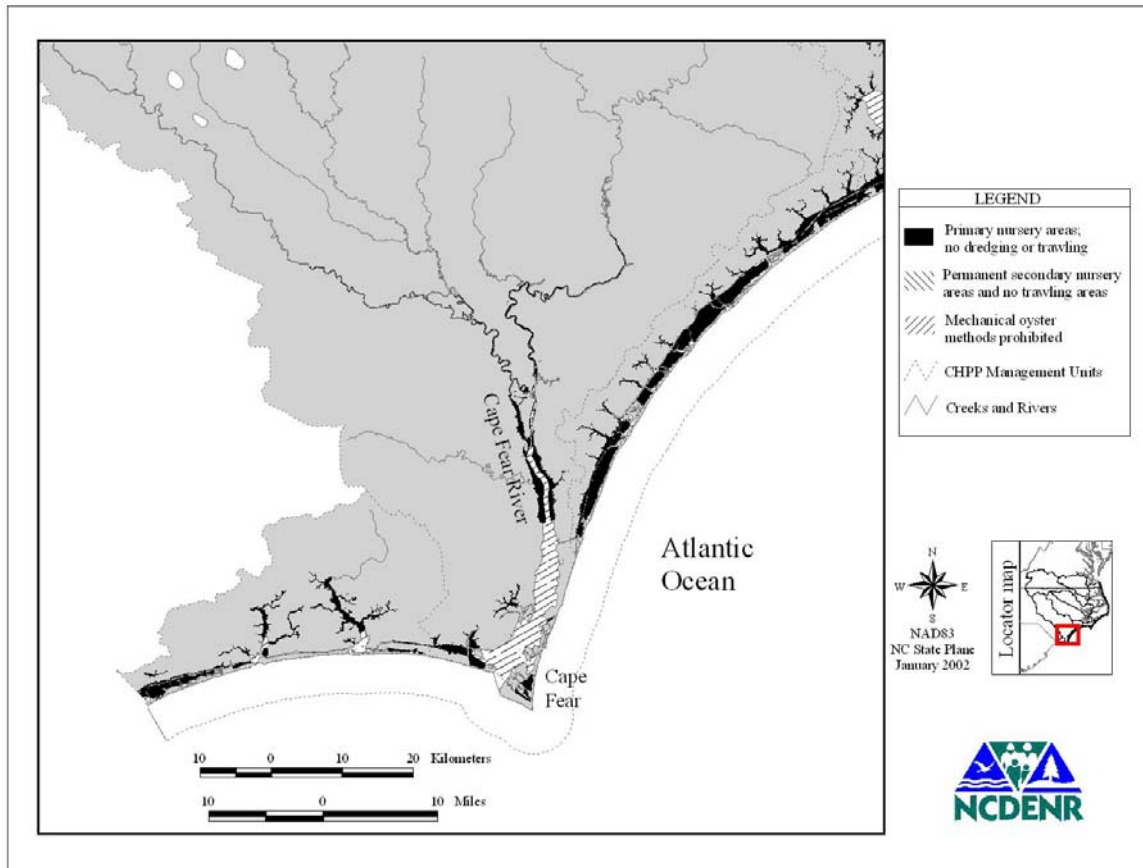 Cape Fear River
Atlantic
Ocean
Cape
Fear
10 0 10 20 Kilometers
10 0 10 Miles
LEGEND
Primary nursery areas;
no dredging or trawling
Permanent secondary nursery
areas and no trawling areas
Mechanical oyster
methods prohibited
CHPP Management Units
Creeks and Rivers
N
W E
S
NAD83
NC State Plane
January 2002
Locator map
NCDENR